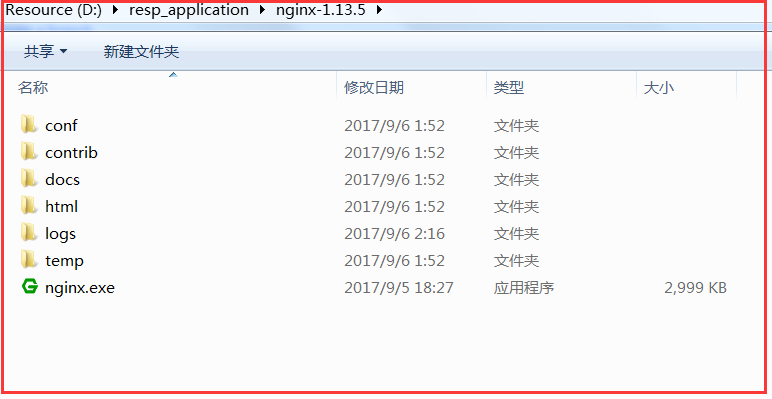 Resource (D:) resp_application nginx-1.13.5
共享 新建文件夹
名称 修改日期 类型 大小
conf 2017/9/6 1:52 文件夹
contrib 2017/9/6 1:52 文件夹
docs 2017/9/6 1:52 文件夹
html 2017/9/6 1:52 文件夹
logs 2017/9/6 2:16 文件夹
temp 2017/9/6 1:52 文件夹
nginx.exe 2017/9/5 18:27 应用程序 2,999 KB